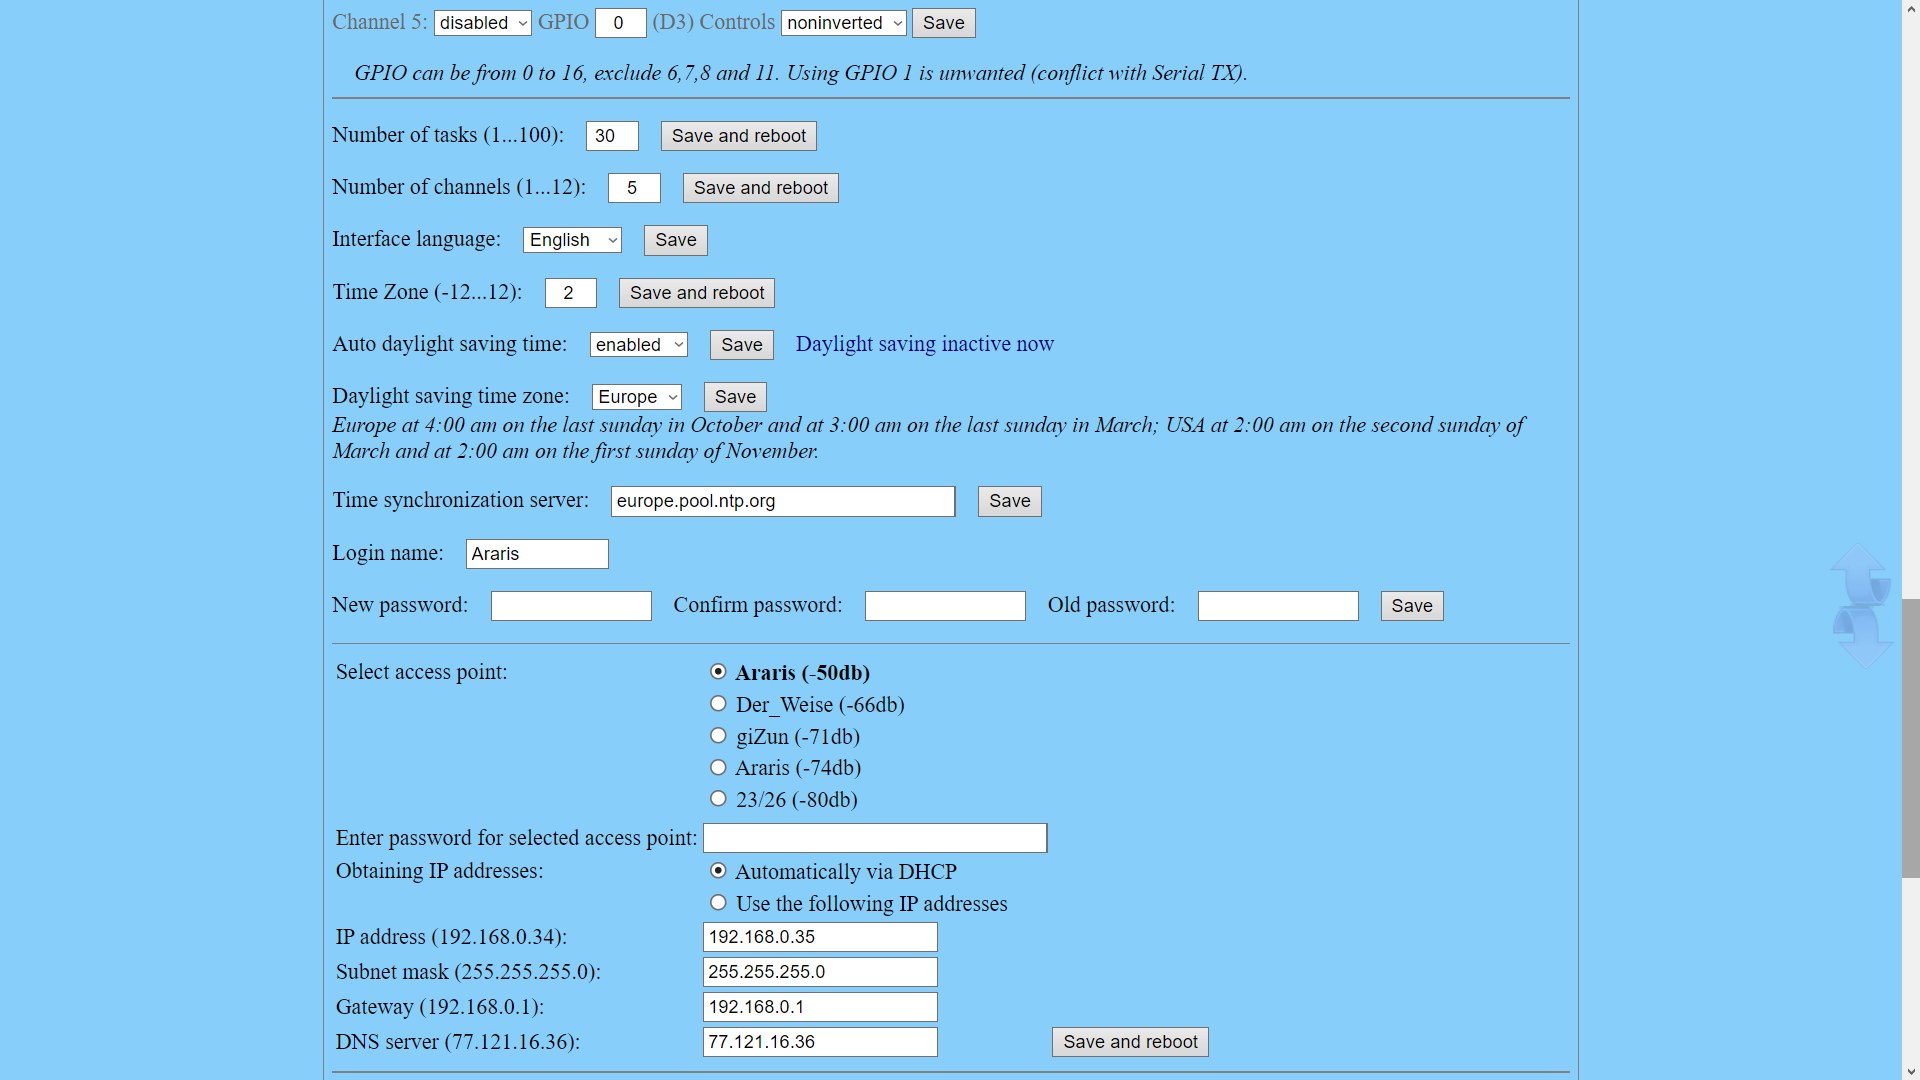 Channel 5: disabled GPIO 0 (D3) Controls noninverted Save
GPIO can be from 0 to 16, exclude 6,7,8 and 11. Using GPIO 1 is unwanted (conflict with Serial TX).
Number of tasks (1...100): 30 Save and reboot
Number of channels (1...12): 5 Save and reboot
Interface language: English Save
Time Zone (-12...12): 2 Save and reboot
Auto daylight saving time: enabled Save Daylight saving inactive now
Daylight saving time zone: Europe Save
Europe at 4:00 am on the last sunday in October and at 3:00 am on the last sunday in March; USA at 2:00 am on the second sunday of
March and at 2:00 am on the first sunday of November.
Time synchronization server: europe.pool.ntp.org Save
Login name: Araris
New password: Confirm password: Old password: Save
Select access point: Araris (-50db)
Der_Weise (-66db)
giZun (-71db)
Araris (-74db)
23/26 (-80db)
Enter password for selected access point:
Obtaining IP addresses: Automatically via DHCP
Use the following IP addresses
IP address (192.168.0.34): 192.168.0.35
Subnet mask (255.255.255.0): 255.255.255.0
Gateway (192.168.0.1): 192.168.0.1
DNS server (77.121.16.36): 77.121.16.36 Save and reboot